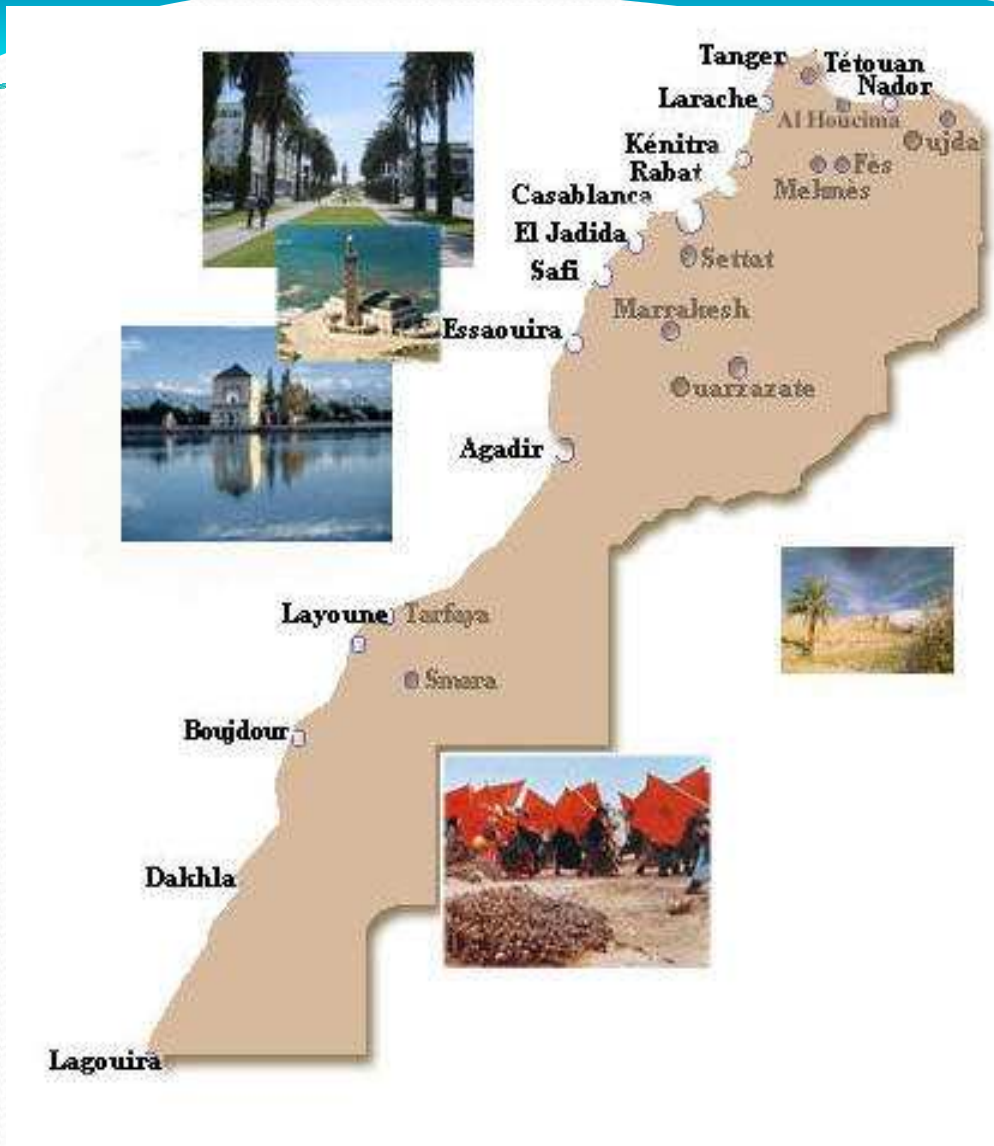 Tanger
Tétouan
Nador
Larache
Al Houcima
Oujda
Kénitra
Fès
Rabat
Meknès
Casablanca
El Jadida
Settat
Safi
Marrakesh
Essaouira
Ouarzazate
Agadir
Layoune
Tarfaya
Smara
Boujdour
Dakhla
Lagouira